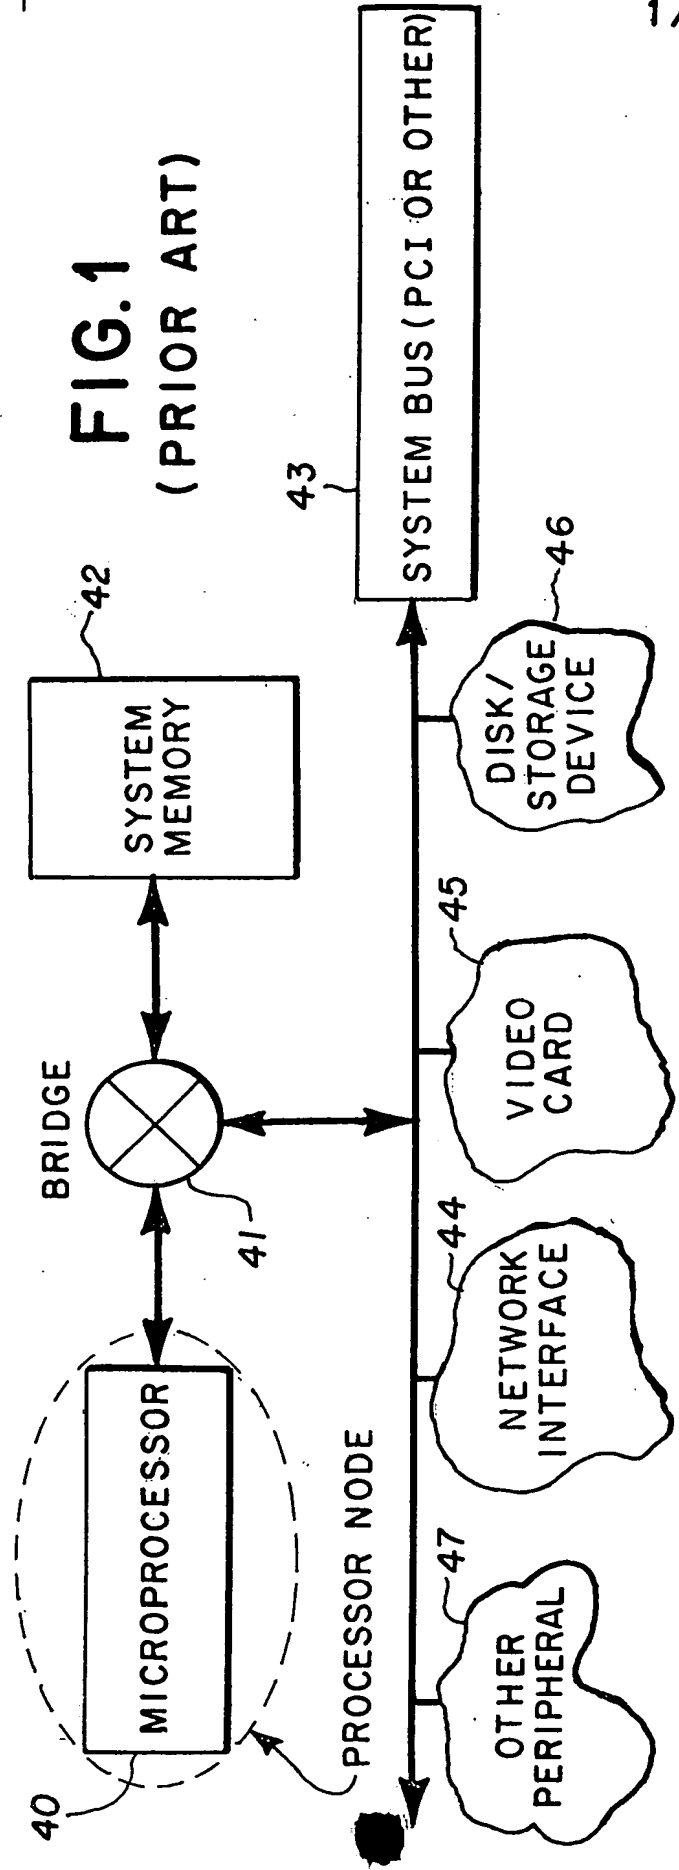 1/
FIG. 1
(PRIOR ART)
40
MICROPROCESSOR
PROCESSOR NODE
BRIDGE
41
42
SYSTEM
MEMORY
43
SYSTEM BUS (PCI OR OTHER)
47
OTHER
PERIPHERAL
44
NETWORK
INTERFACE
45
VIDEO
CARD
46
DISK/
STORAGE
DEVICE